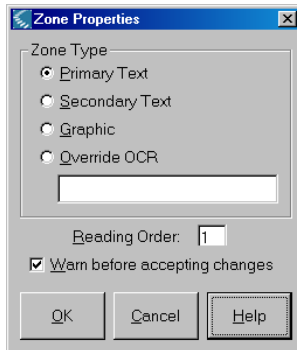 Zone Properties
Zone Type
Primary Text
Secondary Text
Graphic
Override OCR
Reading Order: 1
Warn before accepting changes
OK Cancel Help